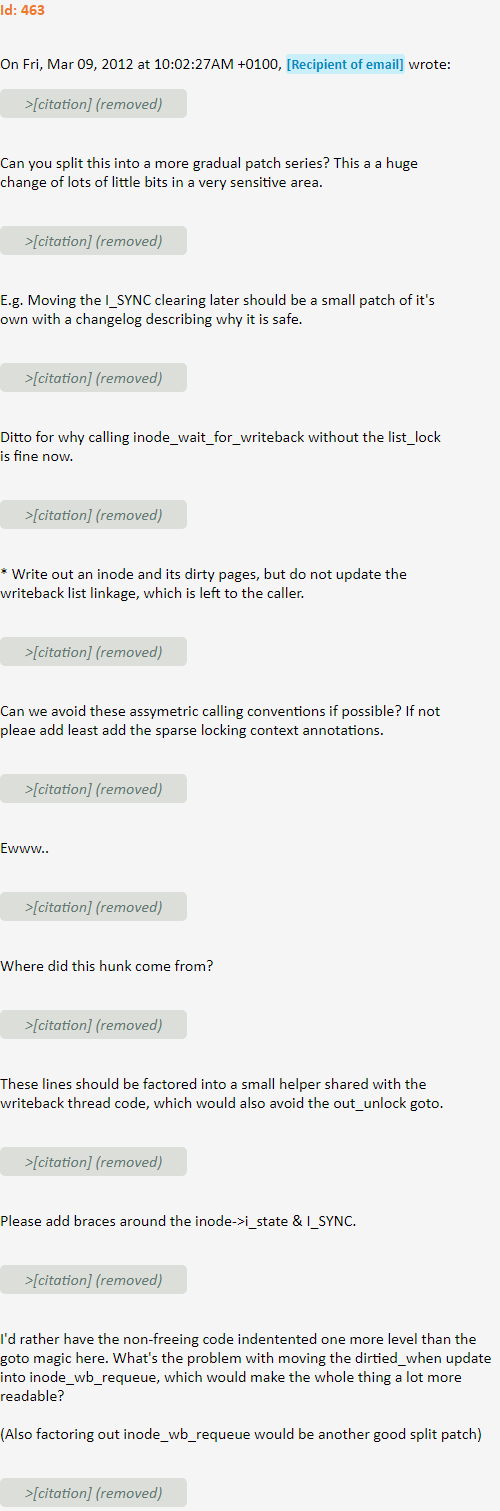 Id: 463
On Fri, Mar 09, 2012 at 10:02:27AM +0100, [Recipient of email] wrote:
>[citation] (removed)
Can you split this into a more gradual patch series? This a a huge
change of lots of little bits in a very sensitive area.
>[citation] (removed)
E.g. Moving the I_SYNC clearing later should be a small patch of it's
own with a changelog describing why it is safe.
>[citation] (removed)
Ditto for why calling inode_wait_for_writeback without the list_lock
is fine now.
>[citation] (removed)
* Write out an inode and its dirty pages, but do not update the
writeback list linkage, which is left to the caller.
>[citation] (removed)
Can we avoid these assymetric calling conventions if possible? If not
pleae add least add the sparse locking context annotations.
>[citation] (removed)
Ewww..
>[citation] (removed)
Where did this hunk come from?
>[citation] (removed)
These lines should be factored into a small helper shared with the
writeback thread code, which would also avoid the out_unlock goto.
>[citation] (removed)
Please add braces around the inode->i_state & I_SYNC.
>[citation] (removed)
I'd rather have the non-freeing code indentented one more level than the
goto magic here. What's the problem with moving the dirtied_when update
into inode_wb_requeue, which would make the whole thing a lot more
readable?
(Also factoring out inode_wb_requeue would be another good split patch)
>[citation] (removed)